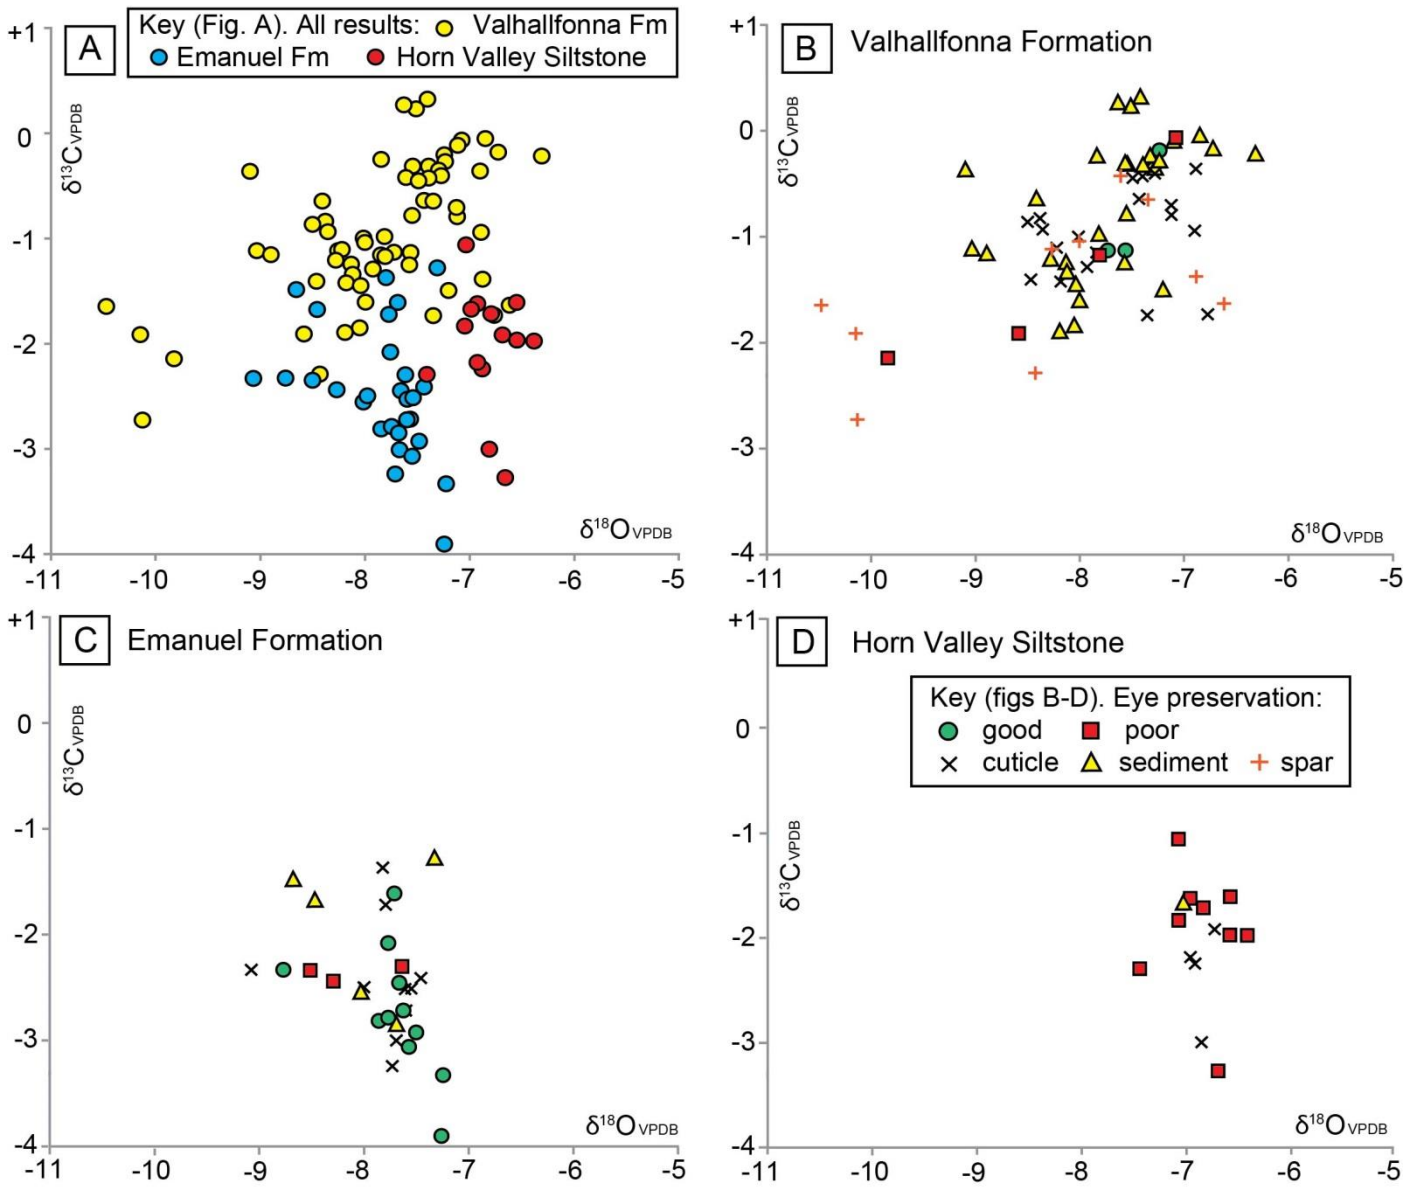 A
Key (Fig. A). All results: Valhallfonna Fm
Emanuel Fm Horn Valley Siltstone
+1
0
-1
-2
-3
-4
δ13CVPDB
δ18OVPDB
-11 -10 -9 -8 -7 -6 -5
B Valhallfonna Formation
+1
0
-1
-2
-3
-4
δ13CVPDB
δ18OVPDB
-11 -10 -9 -8 -7 -6 -5
C Emanuel Formation
+1
0
-1
-2
-3
-4
δ13CVPDB
δ18OVPDB
-11 -10 -9 -8 -7 -6 -5
D Horn Valley Siltstone
Key (figs B-D). Eye preservation:
good poor
cuticle sediment spar
+1
0
-1
-2
-3
-4
δ13CVPDB
δ18OVPDB
-11 -10 -9 -8 -7 -6 -5